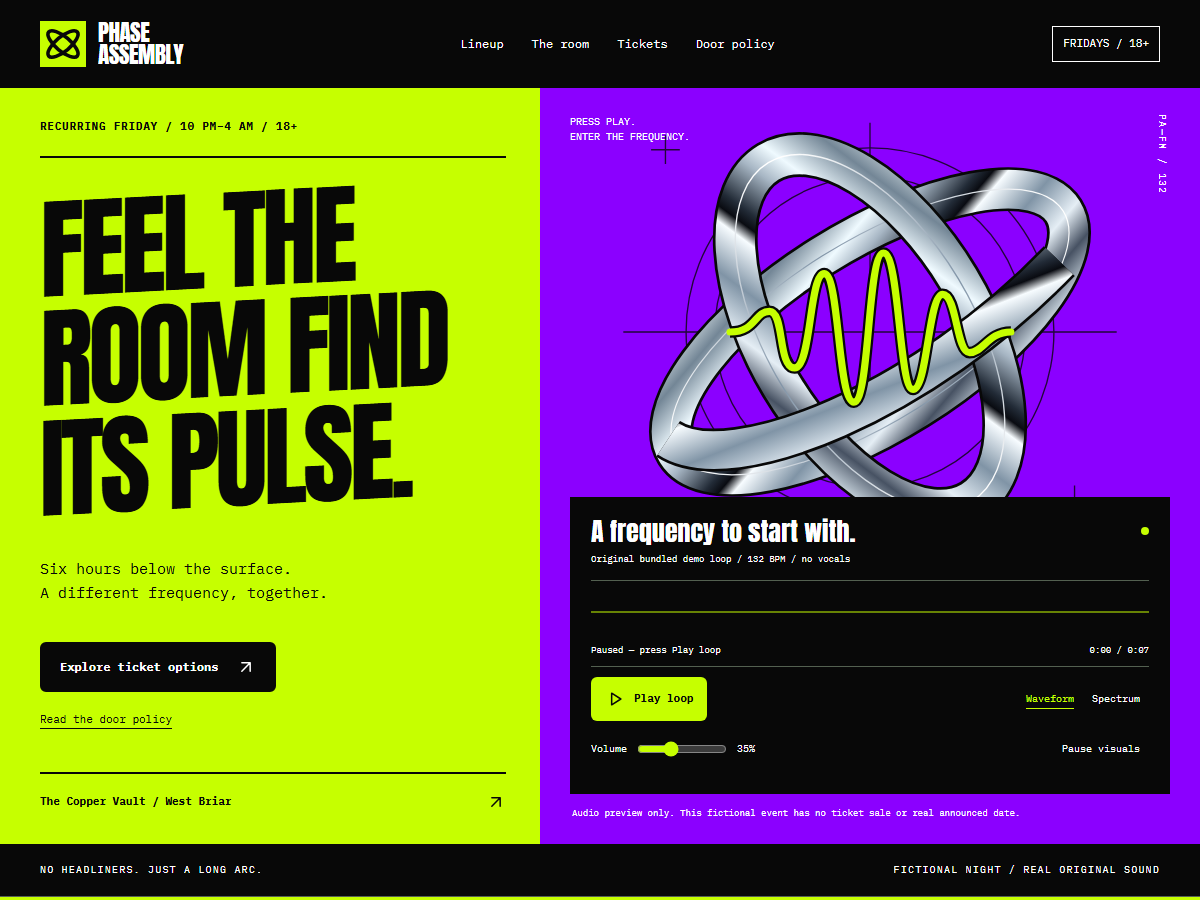 PHASE
ASSEMBLY
Lineup
The room
Tickets
Door policy
FRIDAYS / 18+
RECURRING FRIDAY / 10 PM–4 AM / 18+
FEEL THE
ROOM FIND
ITS PULSE.
Six hours below the surface.
A different frequency, together.
Explore ticket options
Read the door policy
The Copper Vault / West Briar
PRESS PLAY.
ENTER THE FREQUENCY.
PA—FM / 132
A frequency to start with.
Original bundled demo loop / 132 BPM / no vocals
Paused — press Play loop
0:00 / 0:07
Play loop
Waveform
Spectrum
Volume
35%
Pause visuals
Audio preview only. This fictional event has no ticket sale or real announced date.
NO HEADLINERS. JUST A LONG ARC.
FICTIONAL NIGHT / REAL ORIGINAL SOUND